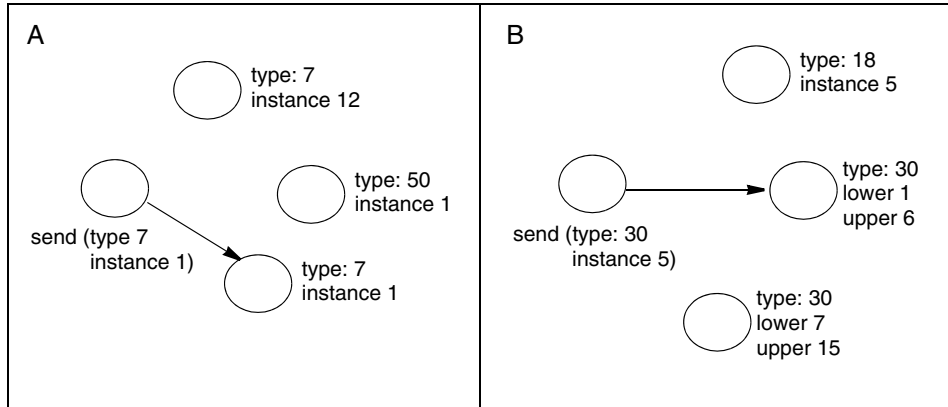 A
type: 7
instance 12
type: 50
instance 1
send (type 7
instance 1)
type: 7
instance 1
B
type: 18
instance 5
type: 30
lower 1
upper 6
send (type: 30
instance 5)
type: 30
lower 7
upper 15